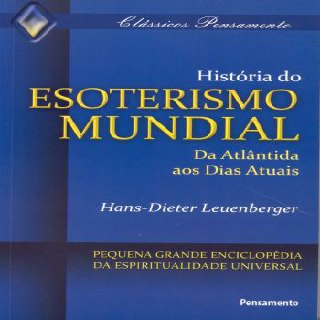 Clássicos Pensamento
História do
ESOTERISMO
MUNDIAL
Da Atlântida
aos Dias Atuais
Hans-Dieter Leuenberger
PEQUENA GRANDE ENCICLOPÉDIA
DA ESPIRITUALIDADE UNIVERSAL
Pensamento